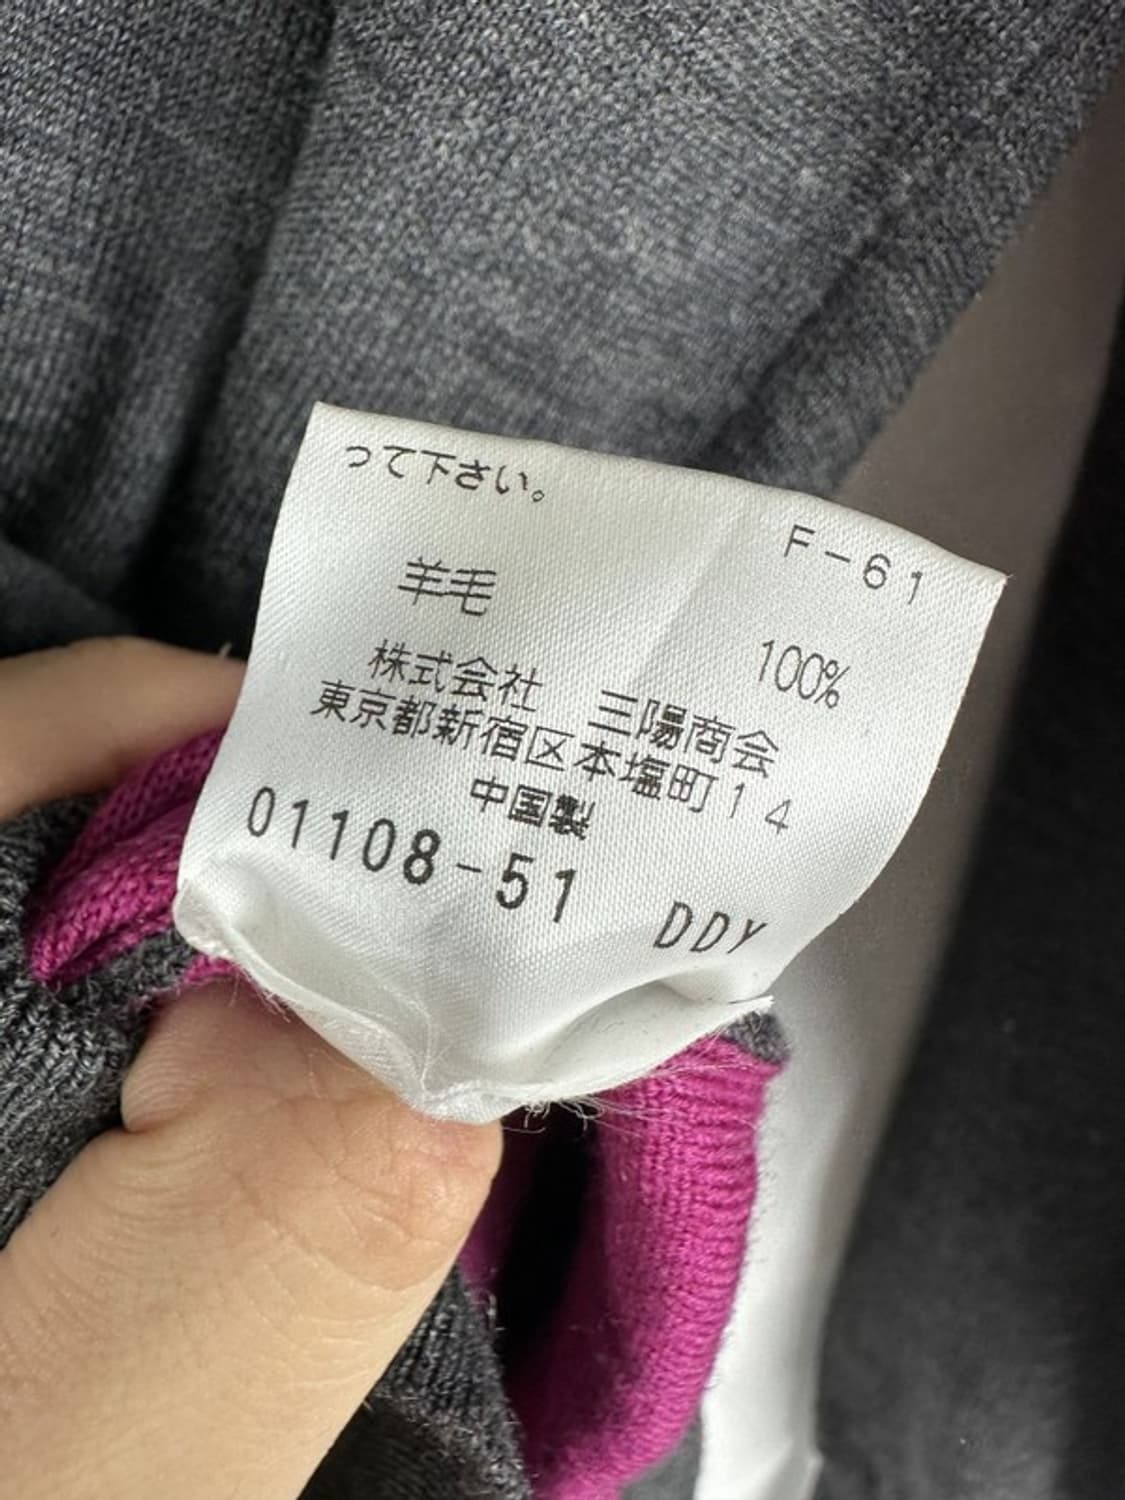 って下さい。
F-61
羊毛 100%
株式会社 三陽商会
東京都新宿区本塩町14
中国製
01108-51 DDY